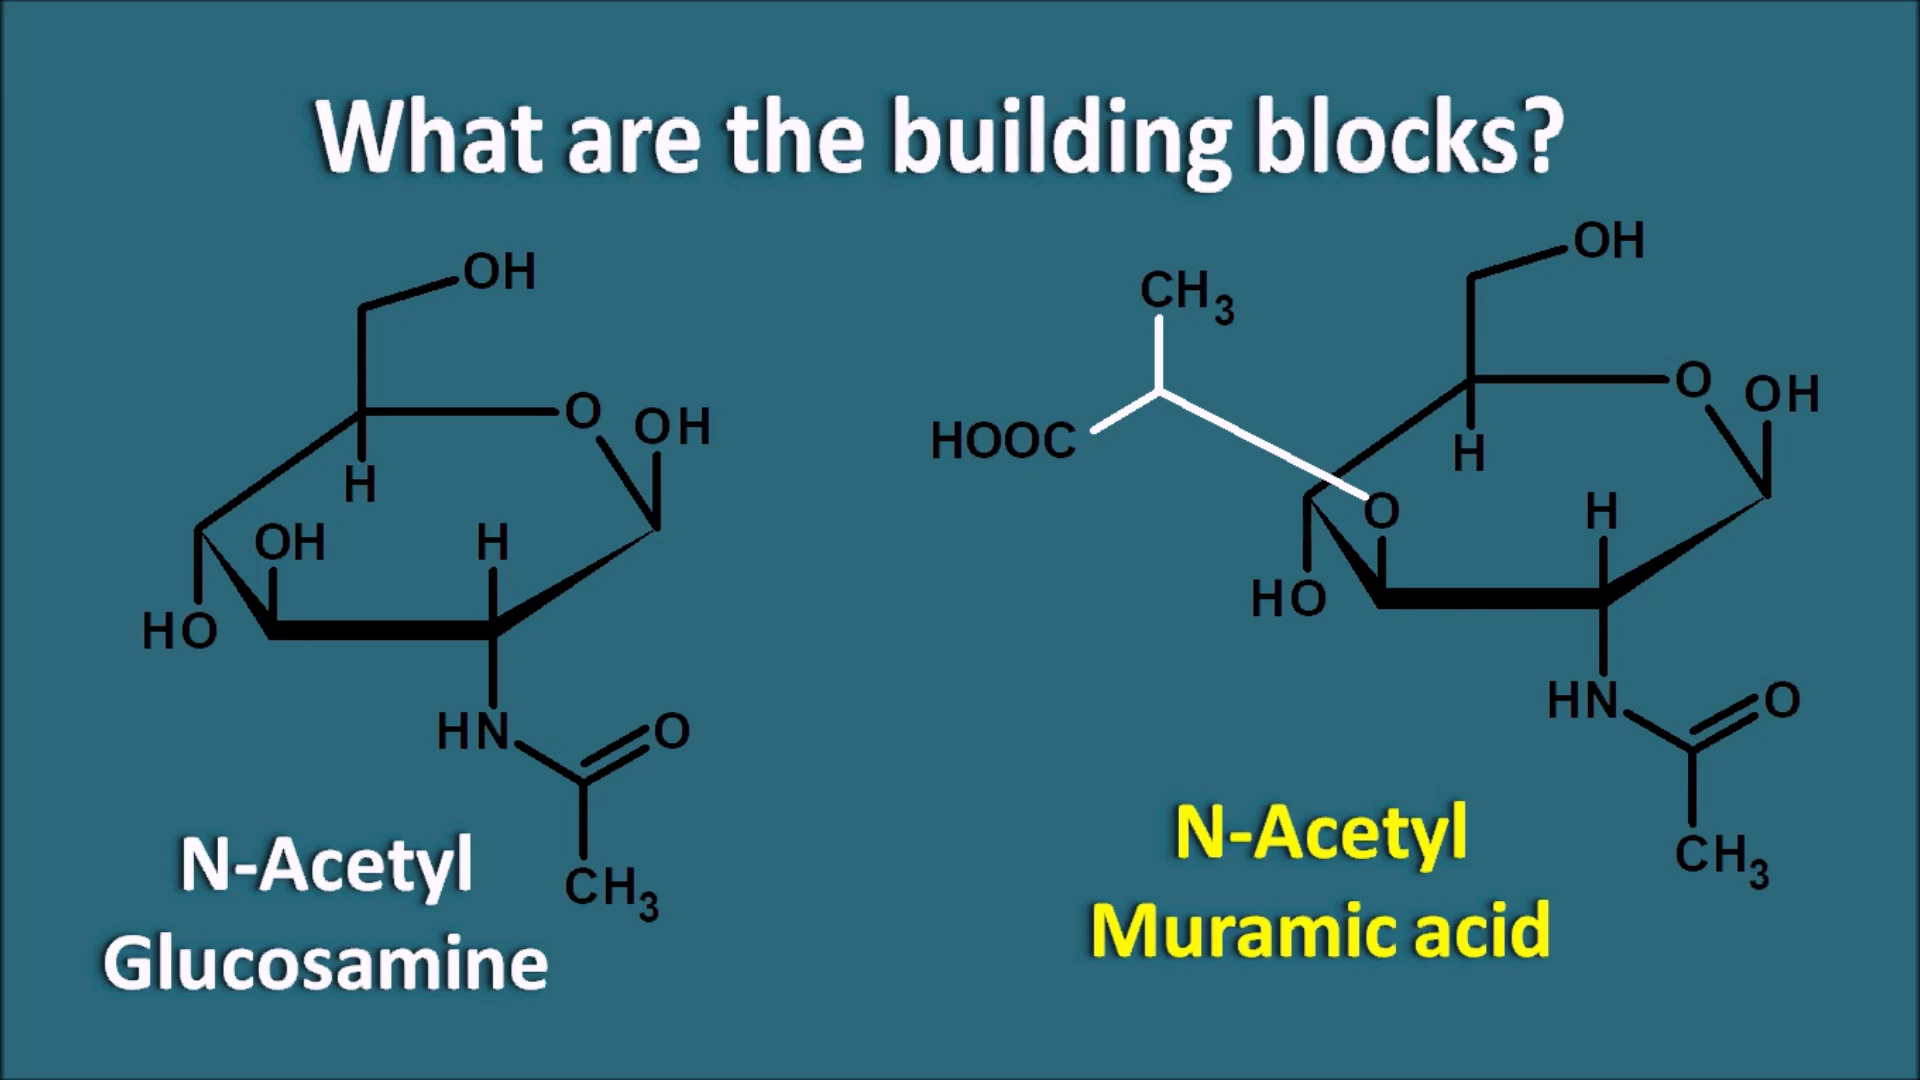 What are the building blocks?
OH
O
OH
H
OH
H
HO
HN
O
CH3
N-Acetyl
Glucosamine
OH
CH3
O
OH
HOOC
H
O
H
HO
HN
O
CH3
N-Acetyl
Muramic acid